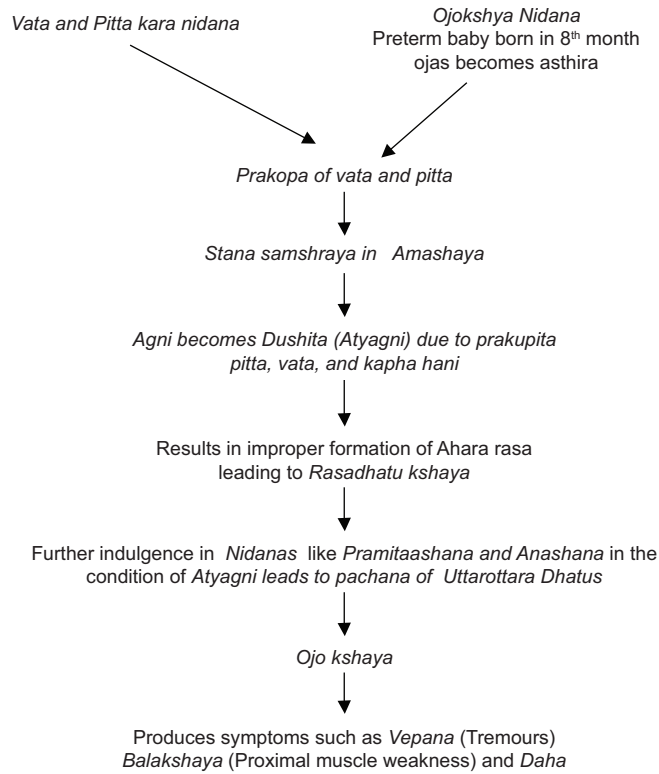 Vata and Pitta kara nidana
Ojokshya Nidana
Preterm baby born in 8th month
ojas becomes asthira
Prakopa of vata and pitta
Stana samshraya in Amashaya
Agni becomes Dushita (Atyagni) due to prakupita
pitta, vata, and kapha hani
Results in improper formation of Ahara rasa
leading to Rasadhatu kshaya
Further indulgence in Nidanas like Pramitaashana and Anashana in the
condition of Atyagni leads to pachana of Uttarottara Dhatus
Ojo kshaya
Produces symptoms such as Vepana (Tremours)
Balakshaya (Proximal muscle weakness) and Daha